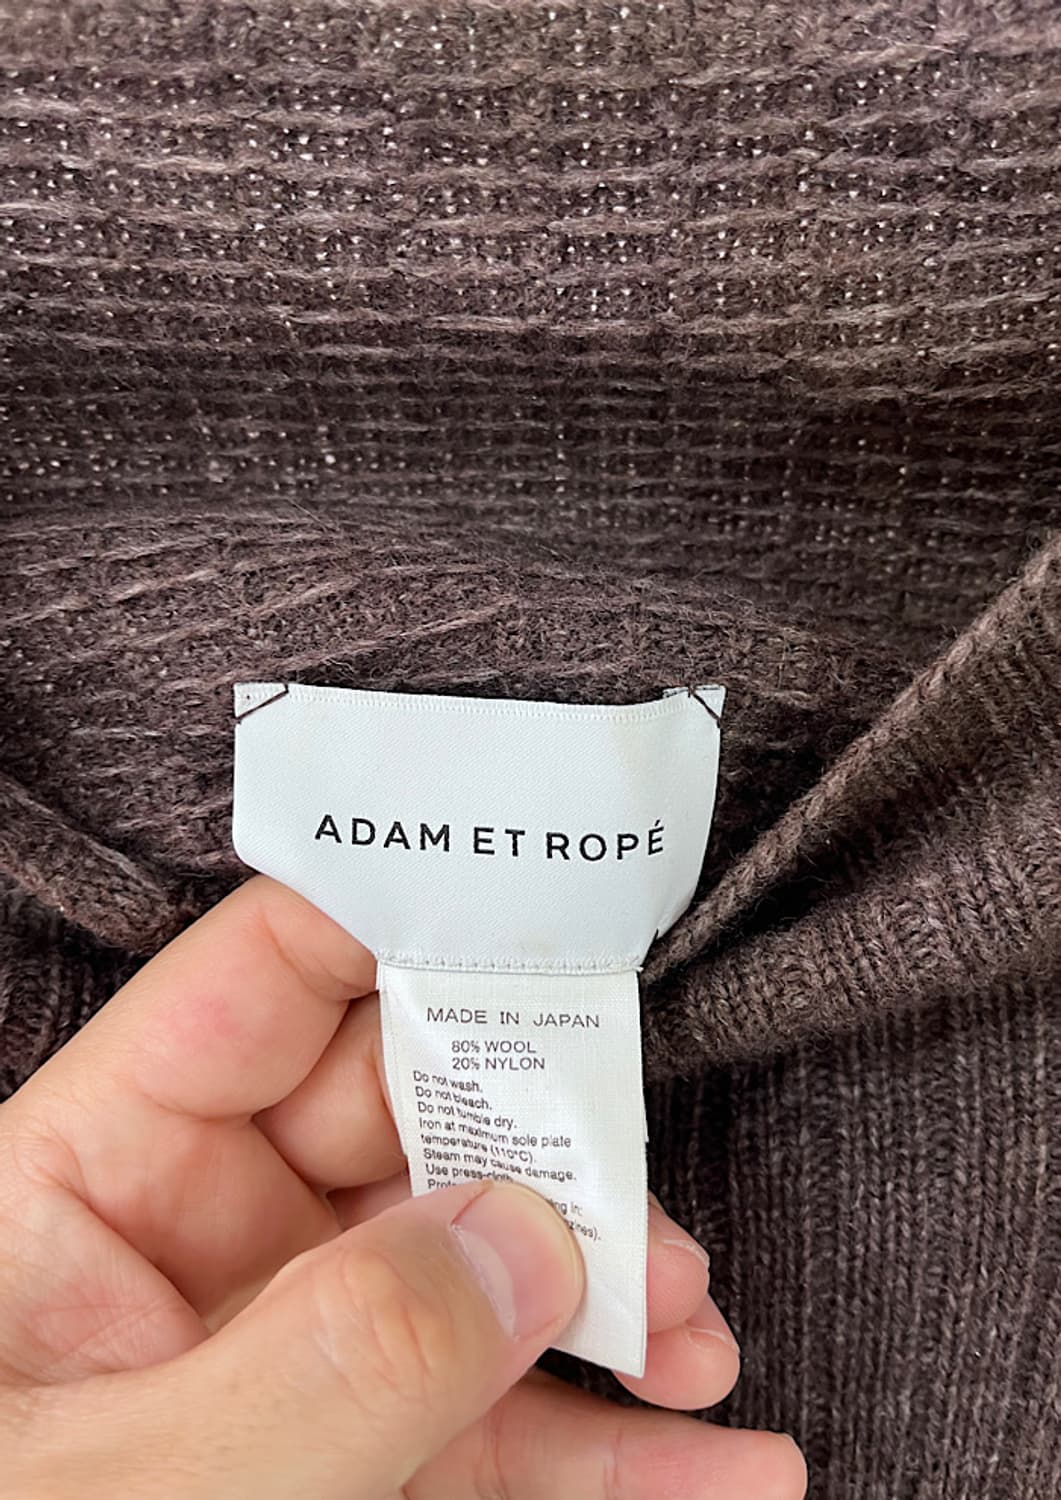 ADAM ET ROPÉ
MADE IN JAPAN
80% WOOL
20% NYLON
Do not wash.
Do not bleach.
Do not tumble dry.
Iron at maximum sole plate
temperature (110°C).
Steam may cause damage.
Use press-cloth
in: